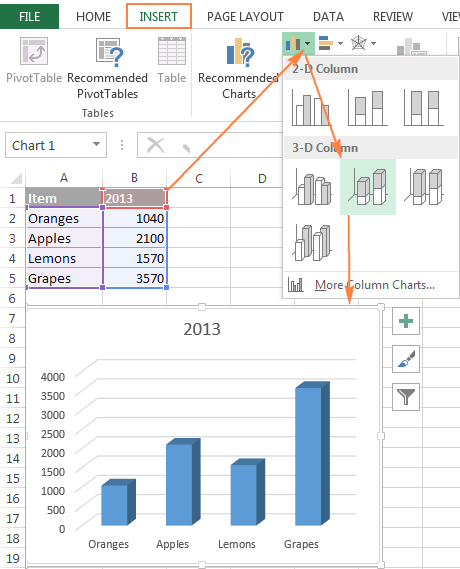 FILE HOME INSERT PAGE LAYOUT DATA REVIEW VIE
PivotTable Recommended PivotTables Table Recommended Charts
Tables
2-D Column
3-D Column
More Column Charts...
Chart 1
A B C D
1 Item 2013
2 Oranges 1040
3 Apples 2100
4 Lemons 1570
5 Grapes 3570
6
7
8
9
10
11
12
13
14
15
16
17
18
19
2013
4000
3500
3000
2500
2000
1500
1000
500
0
Oranges Apples Lemons Grapes